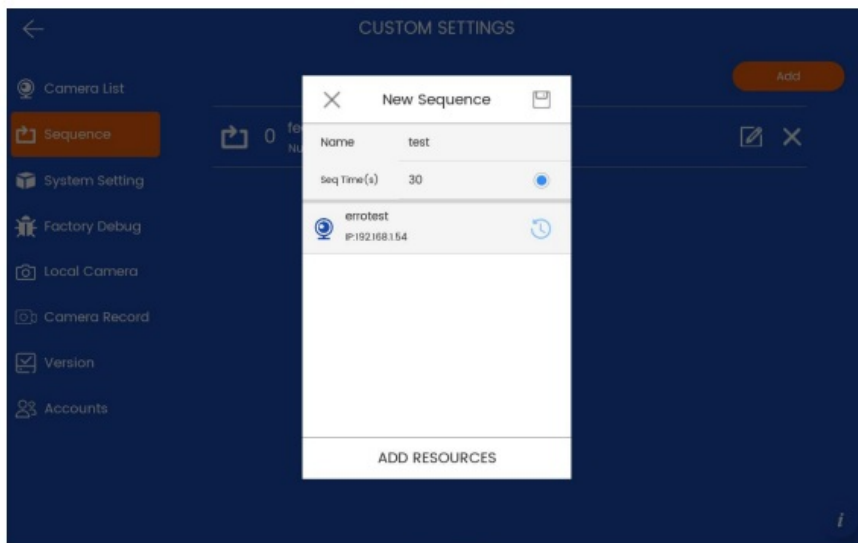 CUSTOM SETTINGS
Camera List
Add
New Sequence
Sequence
0
Name test
System Setting
Seq Time(s) 30
Factory Debug
errotest
IP:192.168.1.54
Local Camera
Camera Record
Version
Accounts
ADD RESOURCES
i